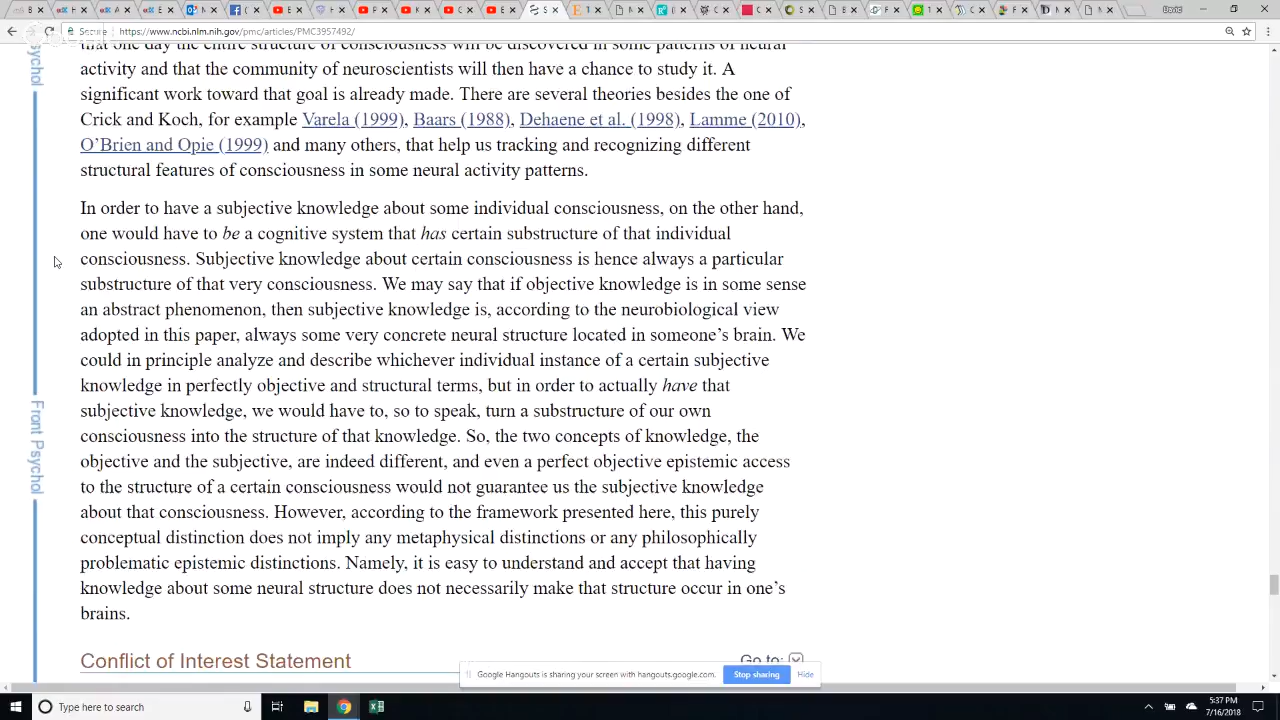 Secure | https://www.ncbi.nlm.nih.gov/pmc/articles/PMC3957492/
that one day the entire structure of consciousness will be discovered in some patterns of neural
activity and that the community of neuroscientists will then have a chance to study it. A
significant work toward that goal is already made. There are several theories besides the one of
Crick and Koch, for example Varela (1999), Baars (1988), Dehaene et al. (1998), Lamme (2010),
O’Brien and Opie (1999) and many others, that help us tracking and recognizing different
structural features of consciousness in some neural activity patterns.
In order to have a subjective knowledge about some individual consciousness, on the other hand,
one would have to be a cognitive system that has certain substructure of that individual
consciousness. Subjective knowledge about certain consciousness is hence always a particular
substructure of that very consciousness. We may say that if objective knowledge is in some sense
an abstract phenomenon, then subjective knowledge is, according to the neurobiological view
adopted in this paper, always some very concrete neural structure located in someone’s brain. We
could in principle analyze and describe whichever individual instance of a certain subjective
knowledge in perfectly objective and structural terms, but in order to actually have that
subjective knowledge, we would have to, so to speak, turn a substructure of our own
consciousness into the structure of that knowledge. So, the two concepts of knowledge, the
objective and the subjective, are indeed different, and even a perfect objective epistemic access
to the structure of a certain consciousness would not guarantee us the subjective knowledge
about that consciousness. However, according to the framework presented here, this purely
conceptual distinction does not imply any metaphysical distinctions or any philosophically
problematic epistemic distinctions. Namely, it is easy to understand and accept that having
knowledge about some neural structure does not necessarily make that structure occur in one’s
brains.
Conflict of Interest Statement
Go to:
Psychol
Front Psychol
Google Hangouts is sharing your screen with hangouts.google.com.
Stop sharing
Hide
Type here to search
5:37 PM
7/16/2018